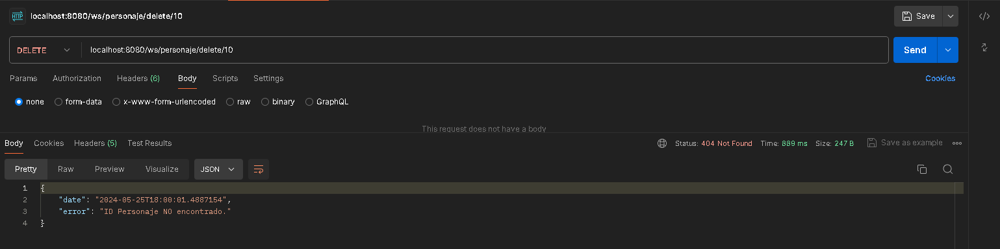 HTTP localhost:8080/ws/personaje/delete/10 Save
DELETE localhost:8080/ws/personaje/delete/10 Send
Params Authorization Headers (6) Body Scripts Settings Cookies
none form-data x-www-form-urlencoded raw binary GraphQL
This request does not have a body
Body Cookies Headers (5) Test Results Status: 404 Not Found Time: 889 ms Size: 247 B Save as example
Pretty Raw Preview Visualize JSON
1 {
2 "date": "2024-05-25T18:00:01.4887154",
3 "error": "ID Personaje NO encontrado."
4 }